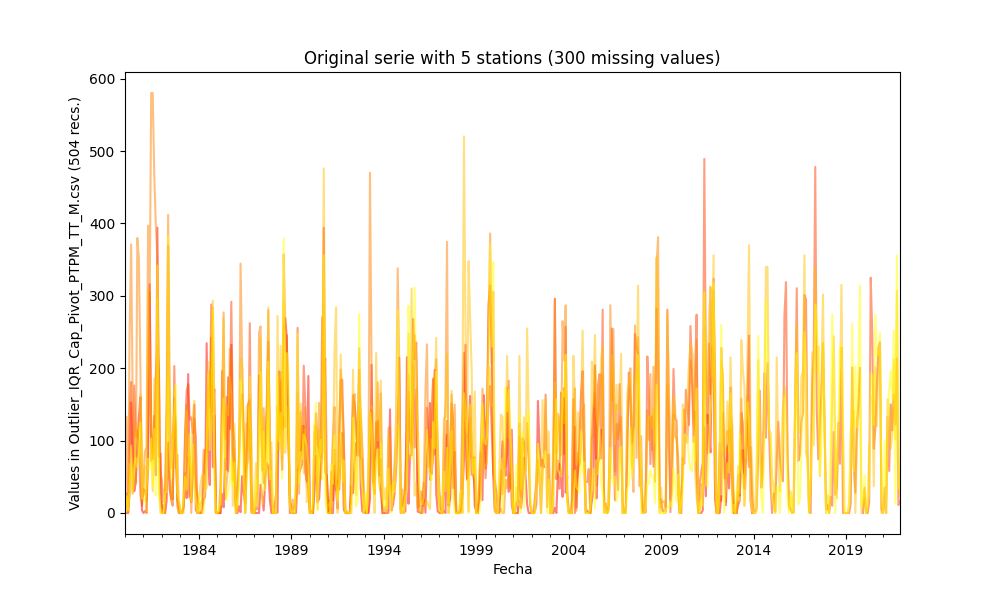 Original serie with 5 stations (300 missing values)
Values in Outlier_IQR_Cap_Pivot_PTPM_TT_M.csv (504 recs.)
600
500
400
300
200
100
0
1984 1989 1994 1999 2004 2009 2014 2019
Fecha